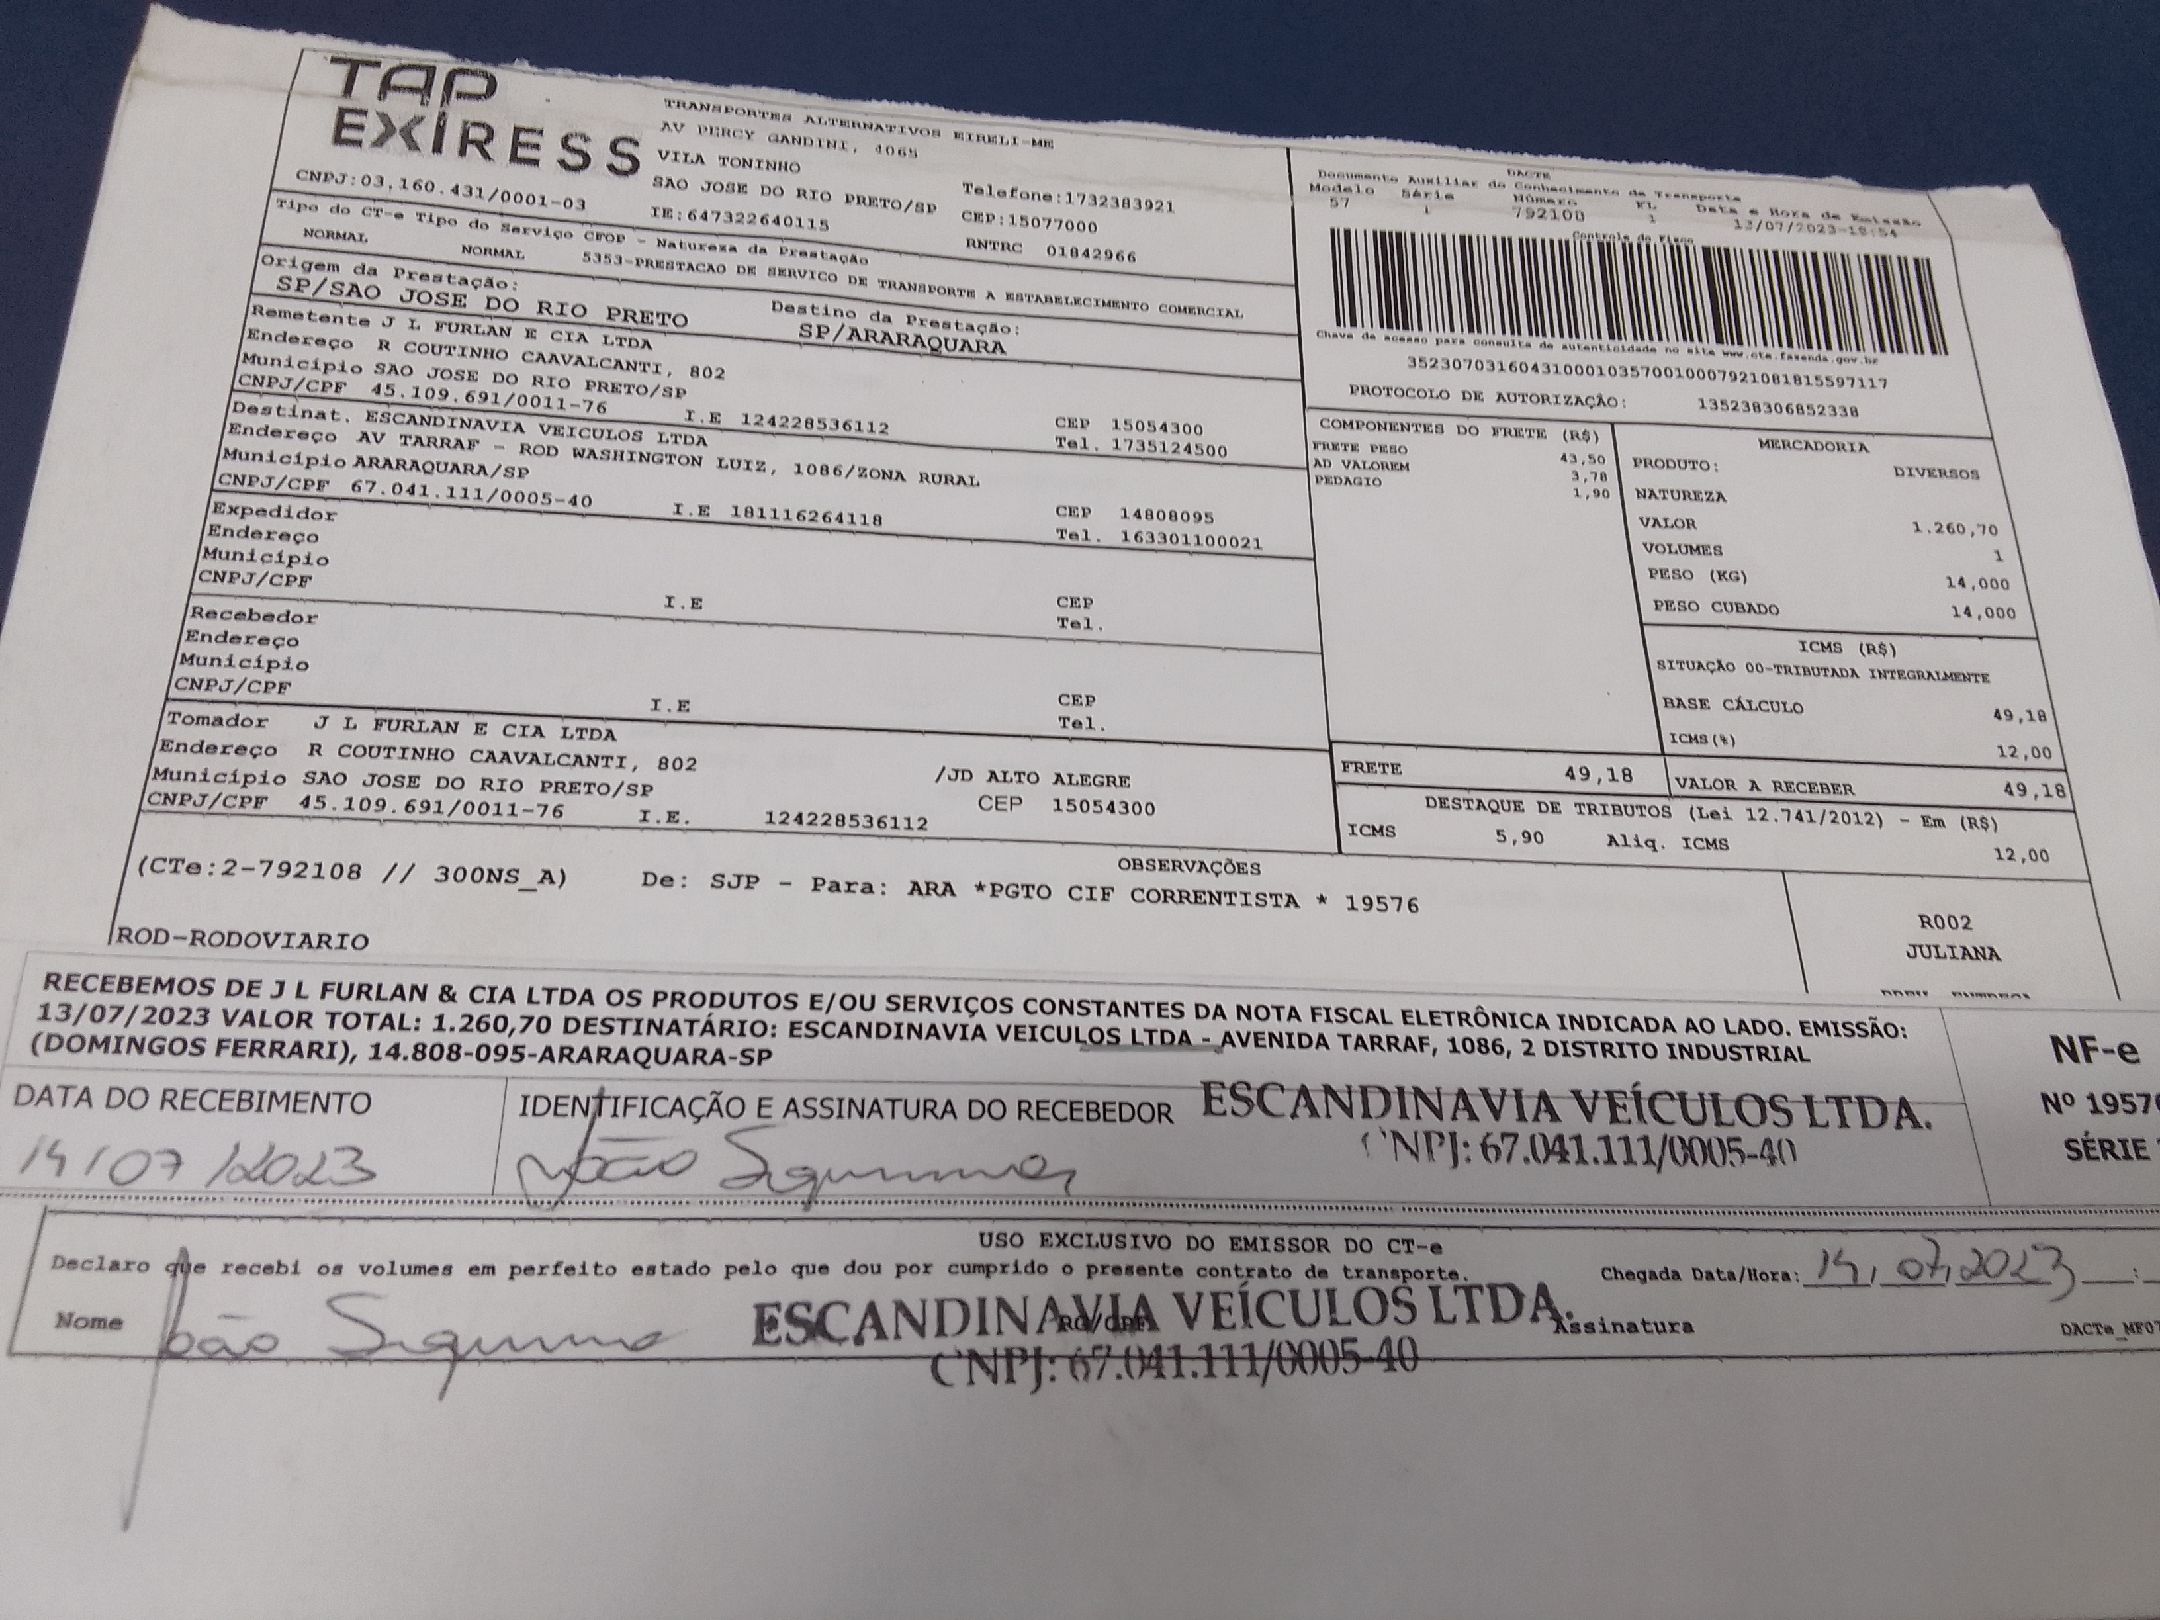 TAP
EXPRESS
TRANSPORTES ALTERNATIVOS EIRELI-ME
AV PERCY GANDINI, 4065
VILA TONINHO
SAO JOSE DO RIO PRETO/SP
Telefone:1732383921
CNPJ:03.160.431/0001-03
IE:647322640115
CEP:15077000
RNTRC 01842966
Tipo do CT-e Tipo do Serviço CFOP - Natureza da Prestação
NORMAL NORMAL 5353-PRESTACAO DE SERVICO DE TRANSPORTE A ESTABELECIMENTO COMERCIAL
Origem da Prestação: Destino da Prestação:
SP/SAO JOSE DO RIO PRETO SP/ARARAQUARA
Remetente J L FURLAN E CIA LTDA
Endereço R COUTINHO CAAVALCANTI, 802
Município SAO JOSE DO RIO PRETO/SP CEP 15054300
CNPJ/CPF 45.109.691/0011-76 I.E 124228536112 Tel. 1735124500
Destinat. ESCANDINAVIA VEICULOS LTDA
Endereço AV TARRAF - ROD WASHINGTON LUIZ, 1086/ZONA RURAL
Município ARARAQUARA/SP CEP 14808095
CNPJ/CPF 67.041.111/0005-40 I.E 181116264118 Tel. 163301100021
Expedidor
Endereço
Município CEP
CNPJ/CPF I.E Tel.
Recebedor
Endereço
Município CEP
CNPJ/CPF I.E Tel.
Tomador J L FURLAN E CIA LTDA
Endereço R COUTINHO CAAVALCANTI, 802 /JD ALTO ALEGRE
Município SAO JOSE DO RIO PRETO/SP CEP 15054300
CNPJ/CPF 45.109.691/0011-76 I.E. 124228536112
DACTE
Documento Auxiliar do Conhecimento de Transporte
Modelo Série Número FL Data e Hora de Emissão
57 1 792108 1 13/07/2023-18:54
Controle do Fisco
Chave de acesso para consulta de autenticidade no site www.cte.fazenda.gov.br
35230703160431000103570010007921081815597117
PROTOCOLO DE AUTORIZAÇÃO: 135238306852338
COMPONENTES DO FRETE (R$)
FRETE PESO 43,50
AD VALOREM 3,78
PEDAGIO 1,90
MERCADORIA
PRODUTO: DIVERSOS
NATUREZA
VALOR 1.260,70
VOLUMES 1
PESO (KG) 14,000
PESO CUBADO 14,000
ICMS (R$)
SITUAÇÃO 00-TRIBUTADA INTEGRALMENTE
BASE CÁLCULO 49,18
ICMS(%) 12,00
FRETE 49,18 VALOR A RECEBER 49,18
DESTAQUE DE TRIBUTOS (Lei 12.741/2012) - Em (R$)
ICMS 5,90 Aliq. ICMS 12,00
OBSERVAÇÕES
(CTe:2-792108 // 300NS_A) De: SJP - Para: ARA *PGTO CIF CORRENTISTA * 19576
R002
JULIANA
ROD-RODOVIARIO
RECEBEMOS DE J L FURLAN & CIA LTDA OS PRODUTOS E/OU SERVIÇOS CONSTANTES DA NOTA FISCAL ELETRÔNICA INDICADA AO LADO. EMISSÃO:
13/07/2023 VALOR TOTAL: 1.260,70 DESTINATÁRIO: ESCANDINAVIA VEICULOS LTDA - AVENIDA TARRAF, 1086, 2 DISTRITO INDUSTRIAL
(DOMINGOS FERRARI), 14.808-095-ARARAQUARA-SP
NF-e
Nº 19576
SÉRIE
DATA DO RECEBIMENTO
14/07/2023
IDENTIFICAÇÃO E ASSINATURA DO RECEBEDOR
João
ESCANDINAVIA VEÍCULOS LTDA.
CNPJ: 67.041.111/0005-40
USO EXCLUSIVO DO EMISSOR DO CT-e
Declaro que recebi os volumes em perfeito estado pelo que dou por cumprido o presente contrato de transporte.
Chegada Data/Hora: 14/07/2023 :
Nome João
RG/CPF
Assinatura
DACTe_MF07
ESCANDINAVIA VEÍCULOS LTDA.
CNPJ: 67.041.111/0005-40